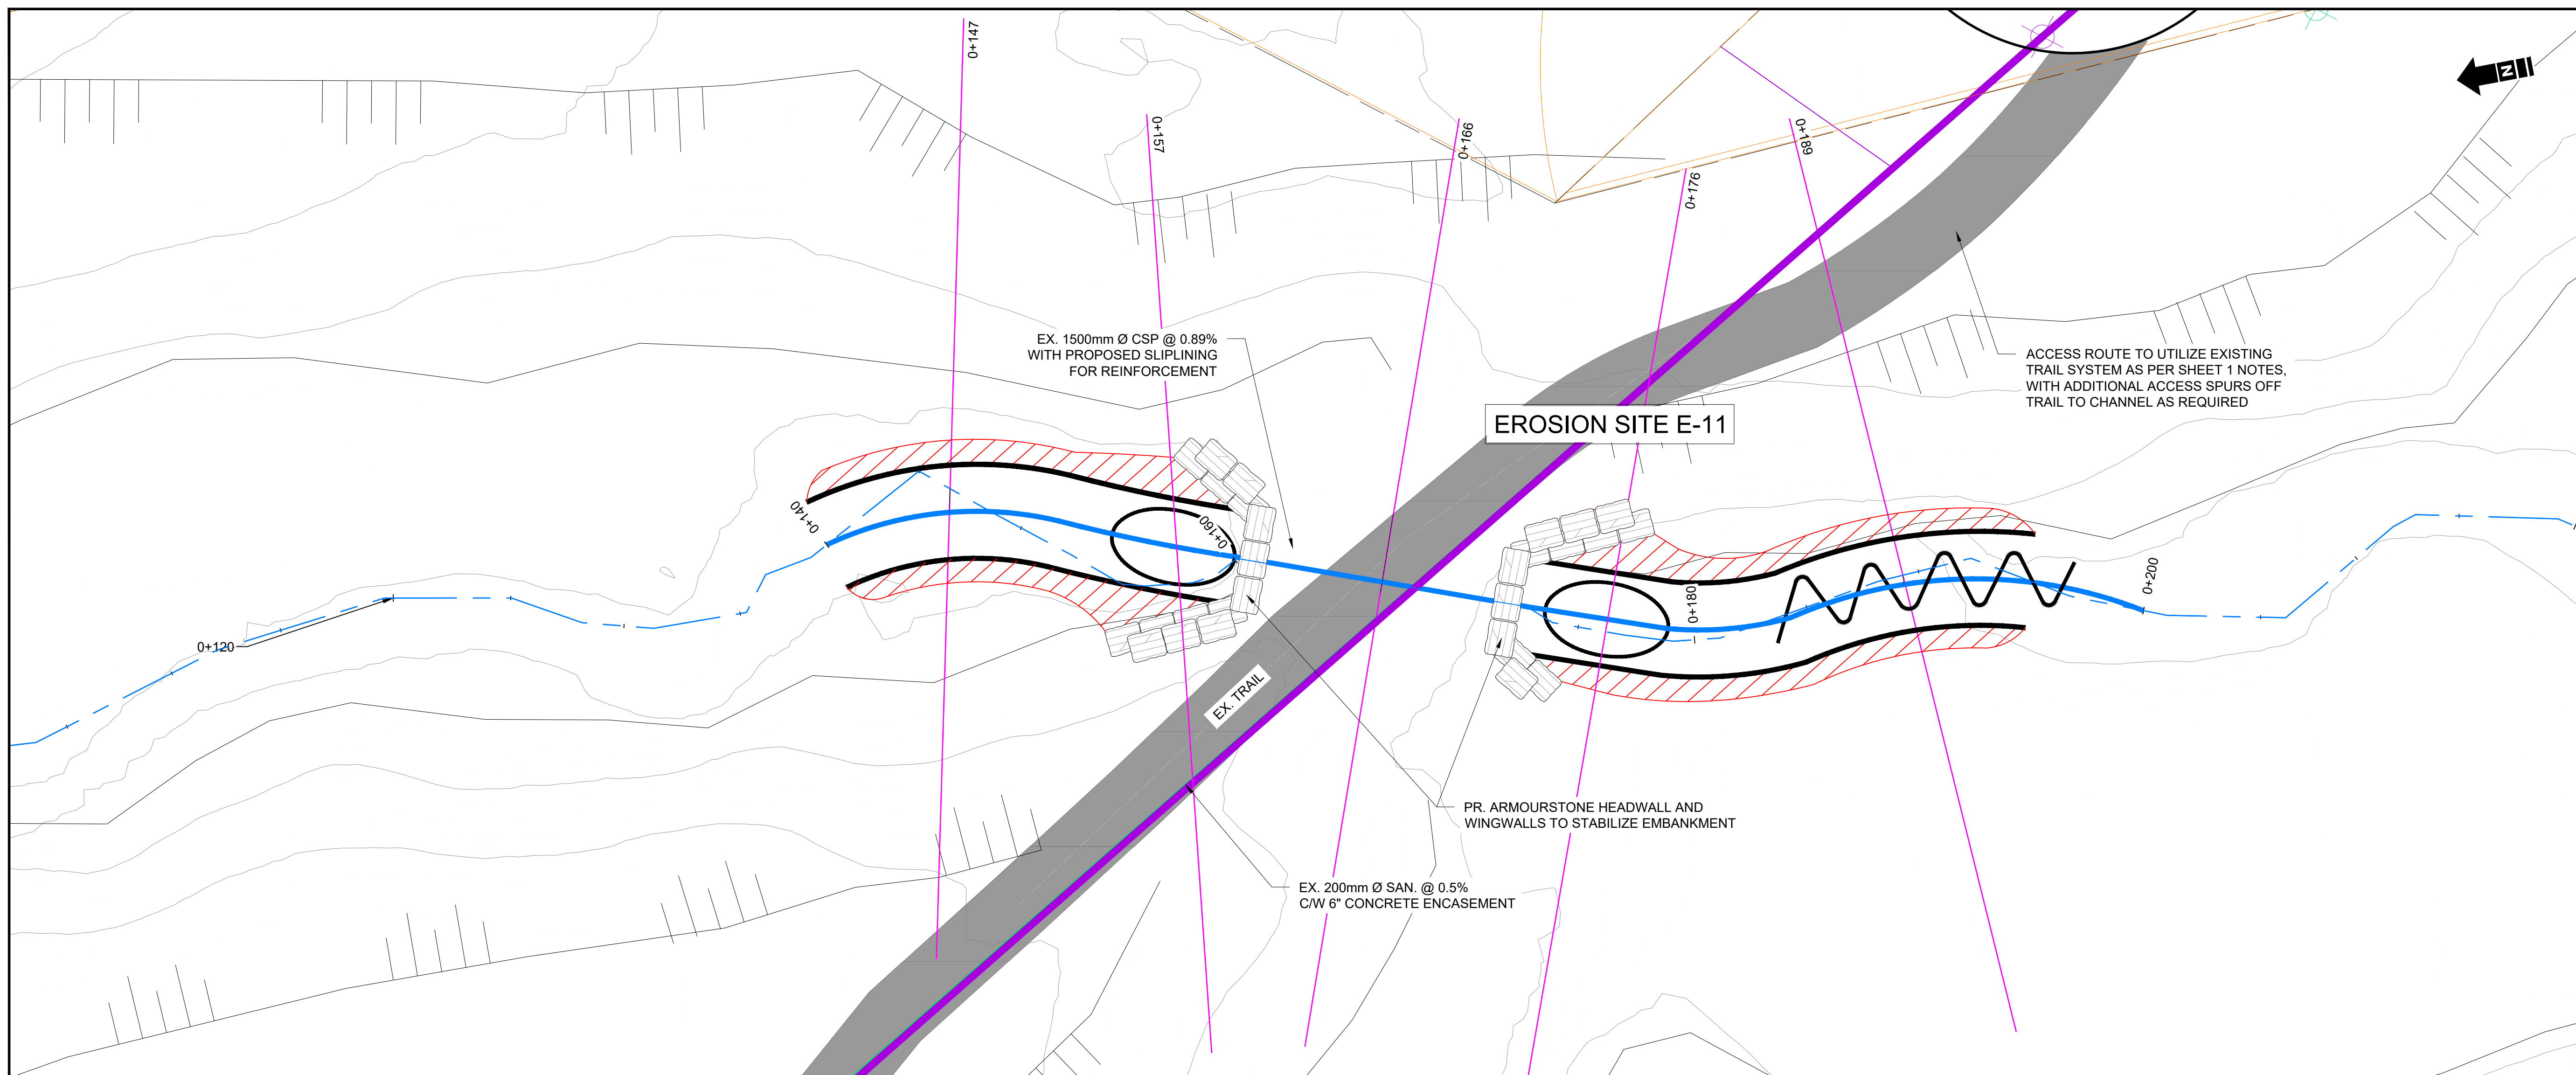 0+147
0+157
0+166
0+176
0+189
N
EX. 1500mm Ø CSP @ 0.89%
WITH PROPOSED SLIPLINING
FOR REINFORCEMENT
ACCESS ROUTE TO UTILIZE EXISTING
TRAIL SYSTEM AS PER SHEET 1 NOTES,
WITH ADDITIONAL ACCESS SPURS OFF
TRAIL TO CHANNEL AS REQUIRED
EROSION SITE E-11
0+120
0+140
0+160
0+180
0+200
EX. TRAIL
PR. ARMOURSTONE HEADWALL AND
WINGWALLS TO STABILIZE EMBANKMENT
EX. 200mm Ø SAN. @ 0.5%
C/W 6" CONCRETE ENCASEMENT